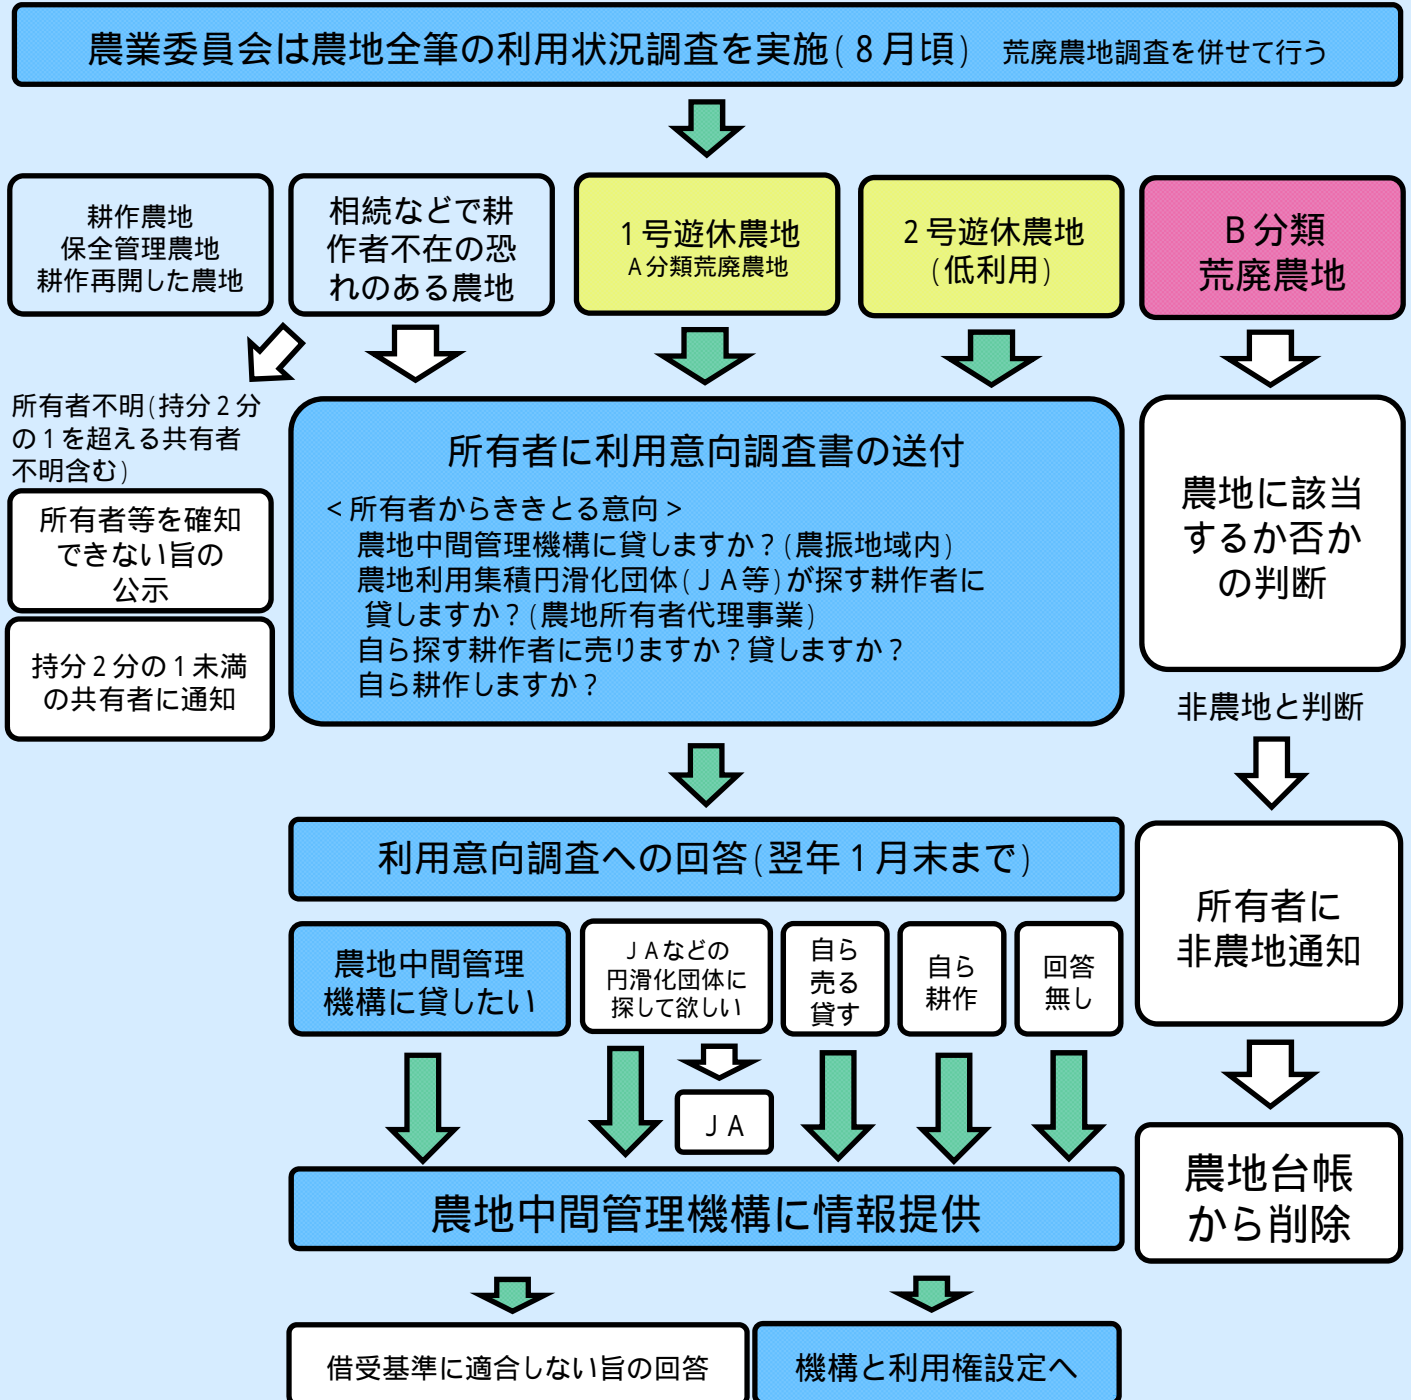 農業委員会は農地全筆の利用状況調査を実施(8月頃) 荒廃農地調査を併せて行う
耕作農地
保全管理農地
耕作再開した農地
相続などで耕
作者不在の恐
れのある農地
1号遊休農地
A分類荒廃農地
2号遊休農地
(低利用)
B分類
荒廃農地
所有者不明(持分2分
の1を超える共有者
不明含む)
所有者等を確知
できない旨の
公示
持分2分の1未満
の共有者に通知
所有者に利用意向調査書の送付
<所有者からききとる意向>
農地中間管理機構に貸しますか?(農振地域内)
農地利用集積円滑化団体(JA等)が探す耕作者に
貸しますか?(農地所有者代理事業)
自ら探す耕作者に売りますか?貸しますか?
自ら耕作しますか?
農地に該当
するか否か
の判断
非農地と判断
利用意向調査への回答(翌年1月末まで)
農地中間管理
機構に貸したい
JAなどの
円滑化団体に
探して欲しい
自ら
売る
貸す
自ら
耕作
回答
無し
所有者に
非農地通知
JA
農地中間管理機構に情報提供
農地台帳
から削除
借受基準に適合しない旨の回答
機構と利用権設定へ